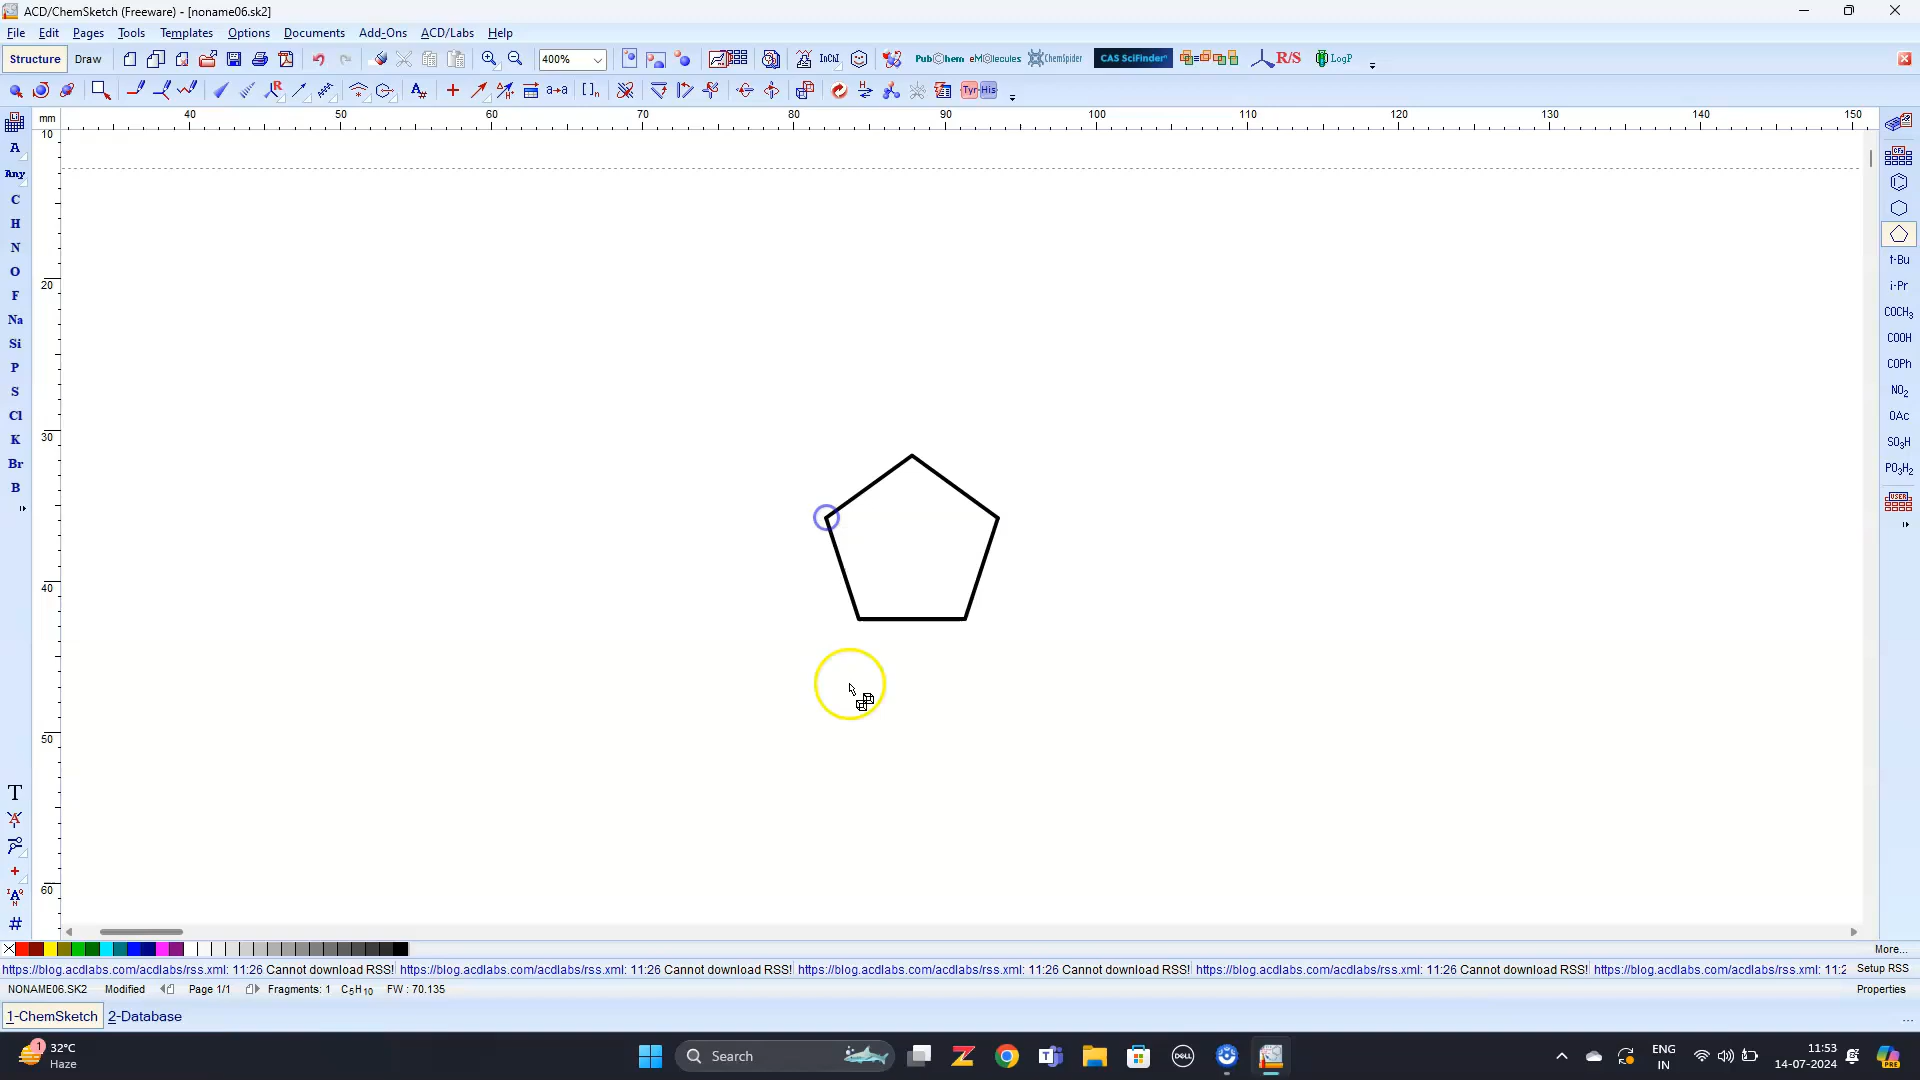 ACD/ChemSketch (Freeware) - [noname06.sk2]
File Edit Pages Tools Templates Options Documents Add-Ons ACD/Labs Help
Structure Draw 400% InChI PubChem eMolecules ChemSpider CAS SciFinder R/S LogP
Tyr His
mm 40 50 60 70 80 90 100 110 120 130 140 150
10
20
30
40
50
60
A
Any
C
H
N
O
F
Na
Si
P
S
Cl
K
Br
B
T
#
t-Bu
i-Pr
COCH3
COOH
COPh
NO2
OAc
SO3H
PO3H2
USER
More...
https://blog.acdlabs.com/acdlabs/rss.xml: 11:26 Cannot download RSS! https://blog.acdlabs.com/acdlabs/rss.xml: 11:26 Cannot download RSS! https://blog.acdlabs.com/acdlabs/rss.xml: 11:26 Cannot download RSS! https://blog.acdlabs.com/acdlabs/rss.xml: 11:26 Cannot download RSS! https://blog.acdlabs.com/acdlabs/rss.xml: 11:2 Setup RSS
NONAME06.SK2 Modified Page 1/1 Fragments: 1 C5H10 FW : 70.135 Properties
1-ChemSketch 2-Database ...
32°C
Haze
Search
ENG
IN
11:53
14-07-2024